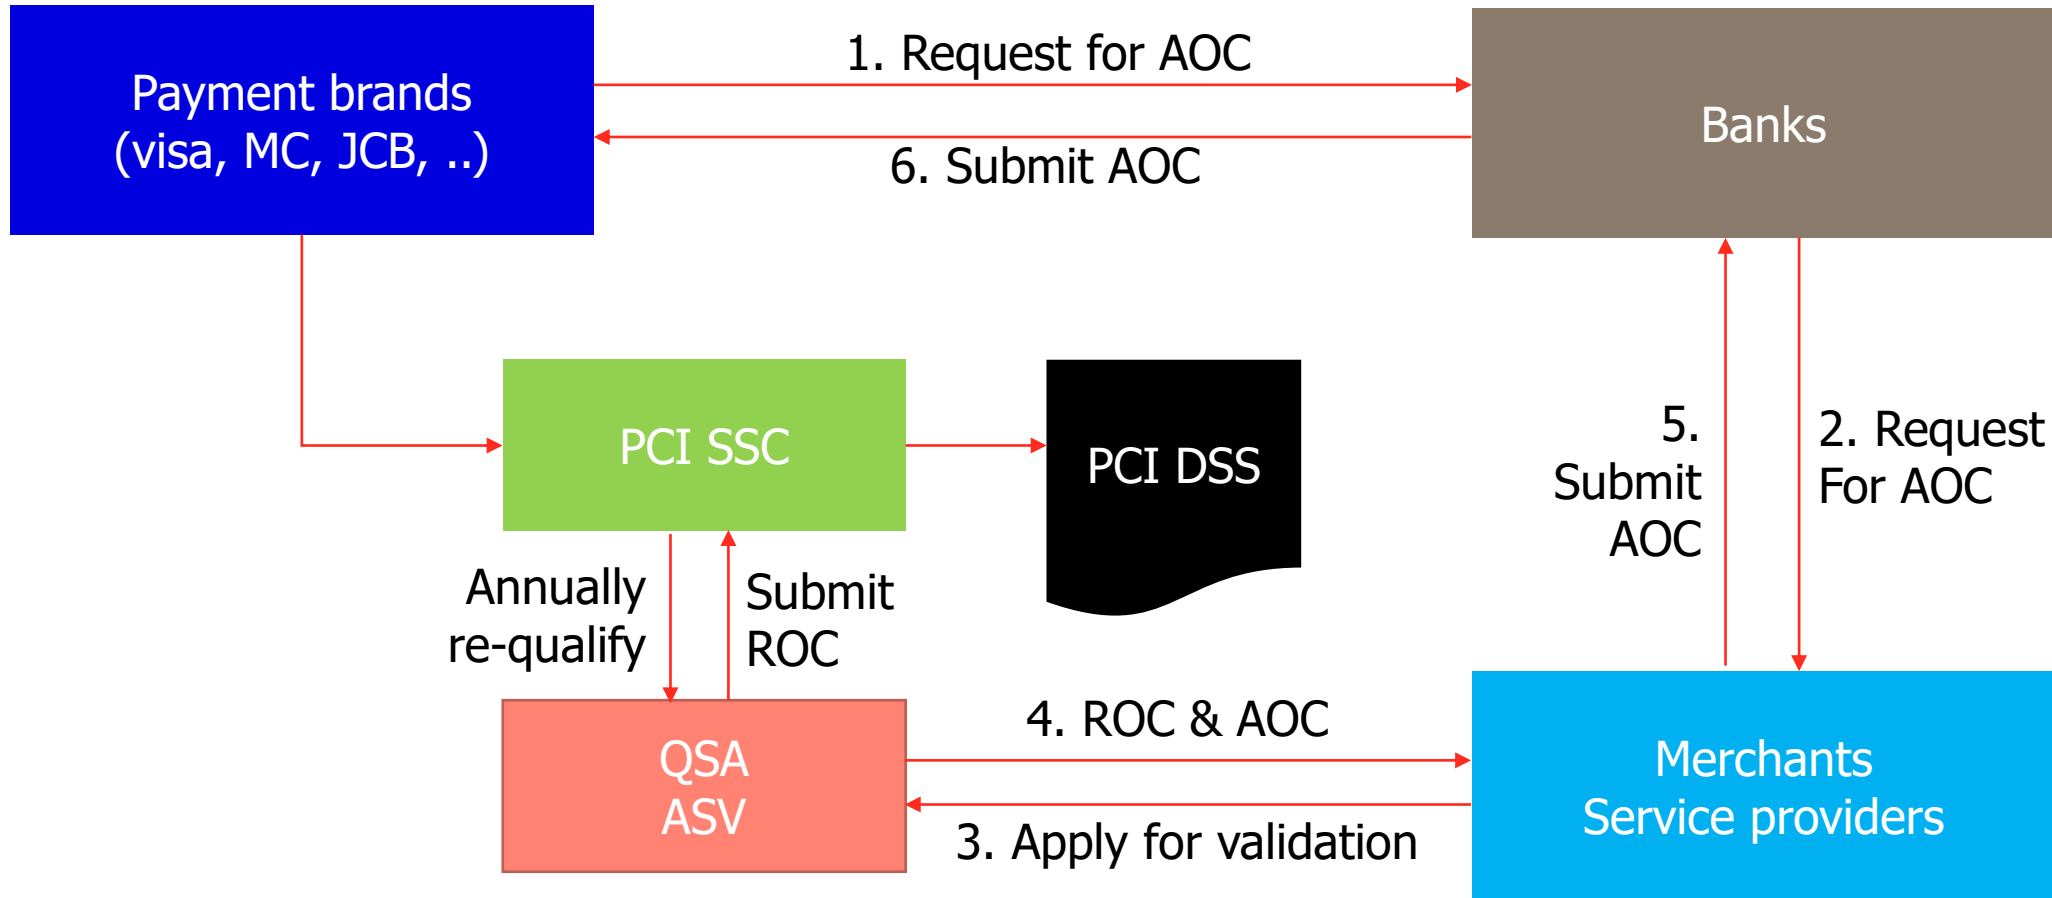 Payment brands
(visa, MC, JCB, ..)
1. Request for AOC
6. Submit AOC
Banks
PCI SSC
PCI DSS
5.
Submit
AOC
2. Request
For AOC
Annually
re-qualify
Submit
ROC
QSA
ASV
4. ROC & AOC
3. Apply for validation
Merchants
Service providers